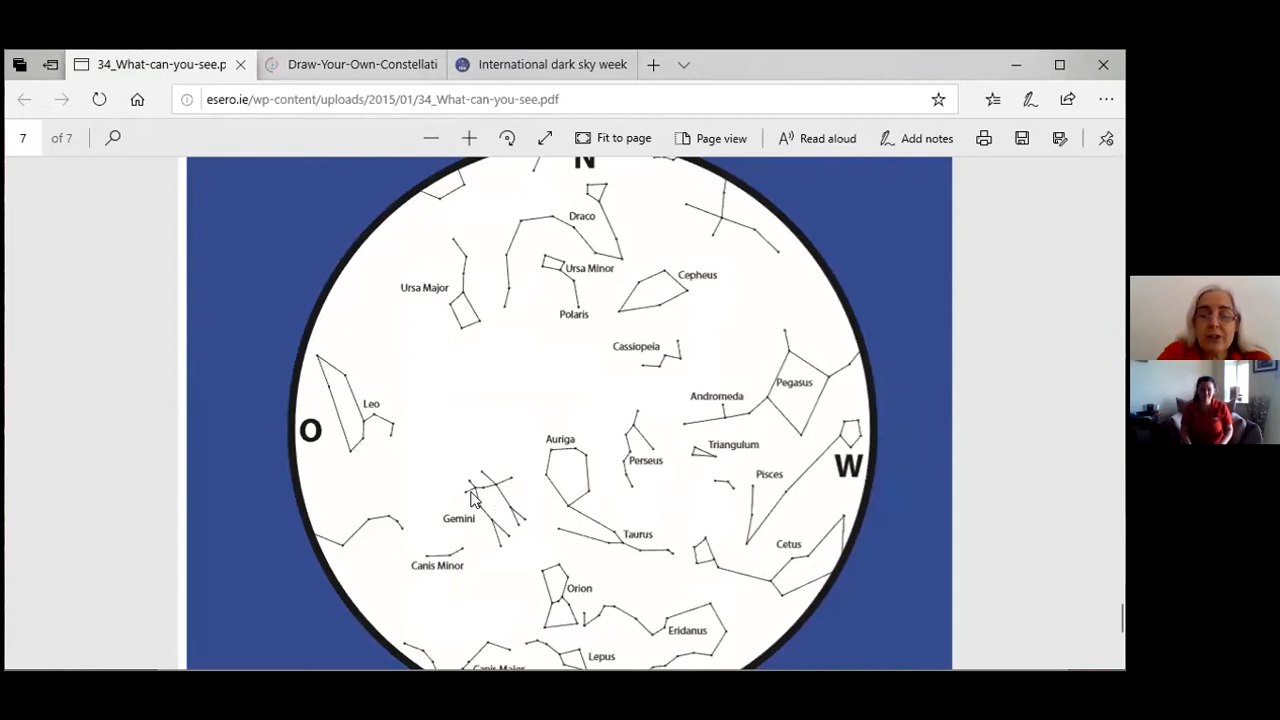 34_What-can-you-see.p
Draw-Your-Own-Constellati
International dark sky week
esero.ie/wp-content/uploads/2015/01/34_What-can-you-see.pdf
7 of 7
Fit to page
Page view
Read aloud
Add notes
N
Draco
Ursa Minor
Cepheus
Ursa Major
Polaris
Cassiopeia
Pegasus
Andromeda
Leo
O
Auriga
Triangulum
Perseus
W
Pisces
Gemini
Taurus
Cetus
Canis Minor
Orion
Eridanus
Lepus
Canis Major